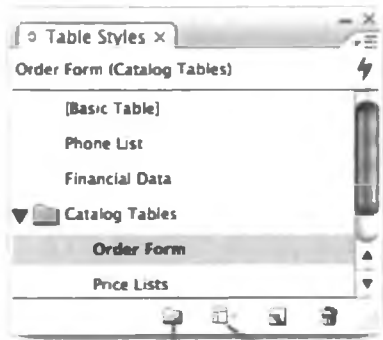 Table Styles
Order Form (Catalog Tables)
[Basic Table]
Phone List
Financial Data
Catalog Tables
Order Form
Price Lists